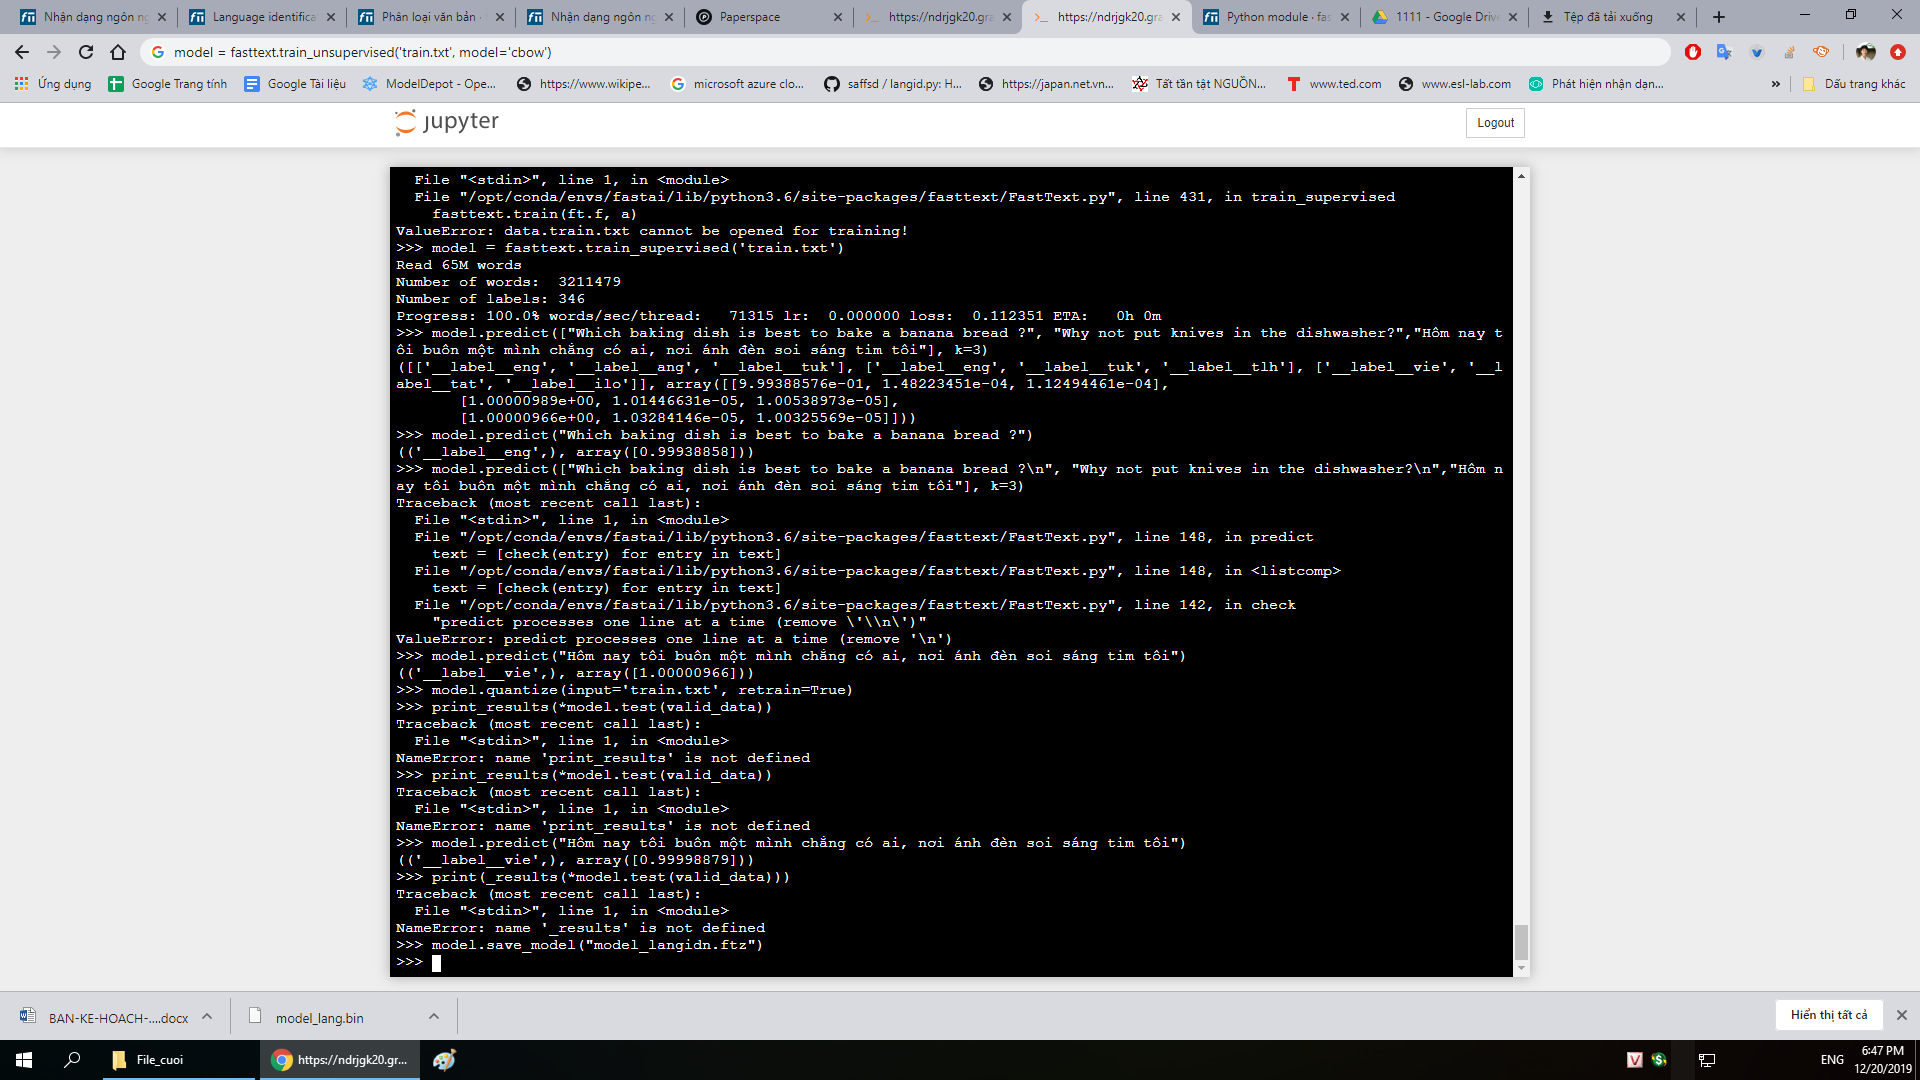 Nhận dạng ngôn ng
Language identifica
Phân loại văn bản
Nhận dạng ngôn ng
Paperspace
https://ndrjgk20.gra
https://ndrjgk20.gra
Python module · fas
1111 - Google Drive
Tệp đã tải xuống
model = fasttext.train_unsupervised('train.txt', model='cbow')
Ứng dụng
Google Trang tính
Google Tài liệu
ModelDepot - Ope...
https://www.wikipe...
microsoft azure clo...
saffsd / langid.py: H...
https://japan.net.vn...
Tất tần tật NGUỒN...
www.ted.com
www.esl-lab.com
Phát hiện nhận dạn...
»
Dấu trang khác
jupyter
Logout
File "<stdin>", line 1, in <module>
File "/opt/conda/envs/fastai/lib/python3.6/site-packages/fasttext/FastText.py", line 431, in train_supervised
fasttext.train(ft.f, a)
ValueError: data.train.txt cannot be opened for training!
>>> model = fasttext.train_supervised('train.txt')
Read 65M words
Number of words:  3211479
Number of labels: 346
Progress: 100.0% words/sec/thread:   71315 lr:  0.000000 loss:  0.112351 ETA:   0h 0m
>>> model.predict(["Which baking dish is best to bake a banana bread ?", "Why not put knives in the dishwasher?","Hôm nay t
ôi buôn một mình chẳng có ai, nơi ánh đèn soi sáng tim tôi"], k=3)
([['__label__eng', '__label__ang', '__label__tuk'], ['__label__eng', '__label__tuk', '__label__tlh'], ['__label__vie', '__l
abel__tat', '__label__ilo']], array([[9.99388576e-01, 1.48223451e-04, 1.12494461e-04],
[1.00000989e+00, 1.01446631e-05, 1.00538973e-05],
[1.00000966e+00, 1.03284146e-05, 1.00325569e-05]]))
>>> model.predict("Which baking dish is best to bake a banana bread ?")
(('__label__eng',), array([0.99938858]))
>>> model.predict(["Which baking dish is best to bake a banana bread ?\n", "Why not put knives in the dishwasher?\n","Hôm n
ay tôi buôn một mình chẳng có ai, nơi ánh đèn soi sáng tim tôi"], k=3)
Traceback (most recent call last):
File "<stdin>", line 1, in <module>
File "/opt/conda/envs/fastai/lib/python3.6/site-packages/fasttext/FastText.py", line 148, in predict
text = [check(entry) for entry in text]
File "/opt/conda/envs/fastai/lib/python3.6/site-packages/fasttext/FastText.py", line 148, in <listcomp>
text = [check(entry) for entry in text]
File "/opt/conda/envs/fastai/lib/python3.6/site-packages/fasttext/FastText.py", line 142, in check
"predict processes one line at a time (remove \'\\n\')"
ValueError: predict processes one line at a time (remove '\n')
>>> model.predict("Hôm nay tôi buôn một mình chẳng có ai, nơi ánh đèn soi sáng tim tôi")
(('__label__vie',), array([1.00000966]))
>>> model.quantize(input='train.txt', retrain=True)
>>> print_results(*model.test(valid_data))
Traceback (most recent call last):
File "<stdin>", line 1, in <module>
NameError: name 'print_results' is not defined
>>> print_results(*model.test(valid_data))
Traceback (most recent call last):
File "<stdin>", line 1, in <module>
NameError: name 'print_results' is not defined
>>> model.predict("Hôm nay tôi buôn một mình chẳng có ai, nơi ánh đèn soi sáng tim tôi")
(('__label__vie',), array([0.99998879]))
>>> print(_results(*model.test(valid_data)))
Traceback (most recent call last):
File "<stdin>", line 1, in <module>
NameError: name '_results' is not defined
>>> model.save_model("model_langidn.ftz")
>>>
BAN-KE-HOACH-....docx
model_lang.bin
Hiển thị tất cả
File_cuoi
https://ndrjgk20.gr...
ENG
6:47 PM
12/20/2019